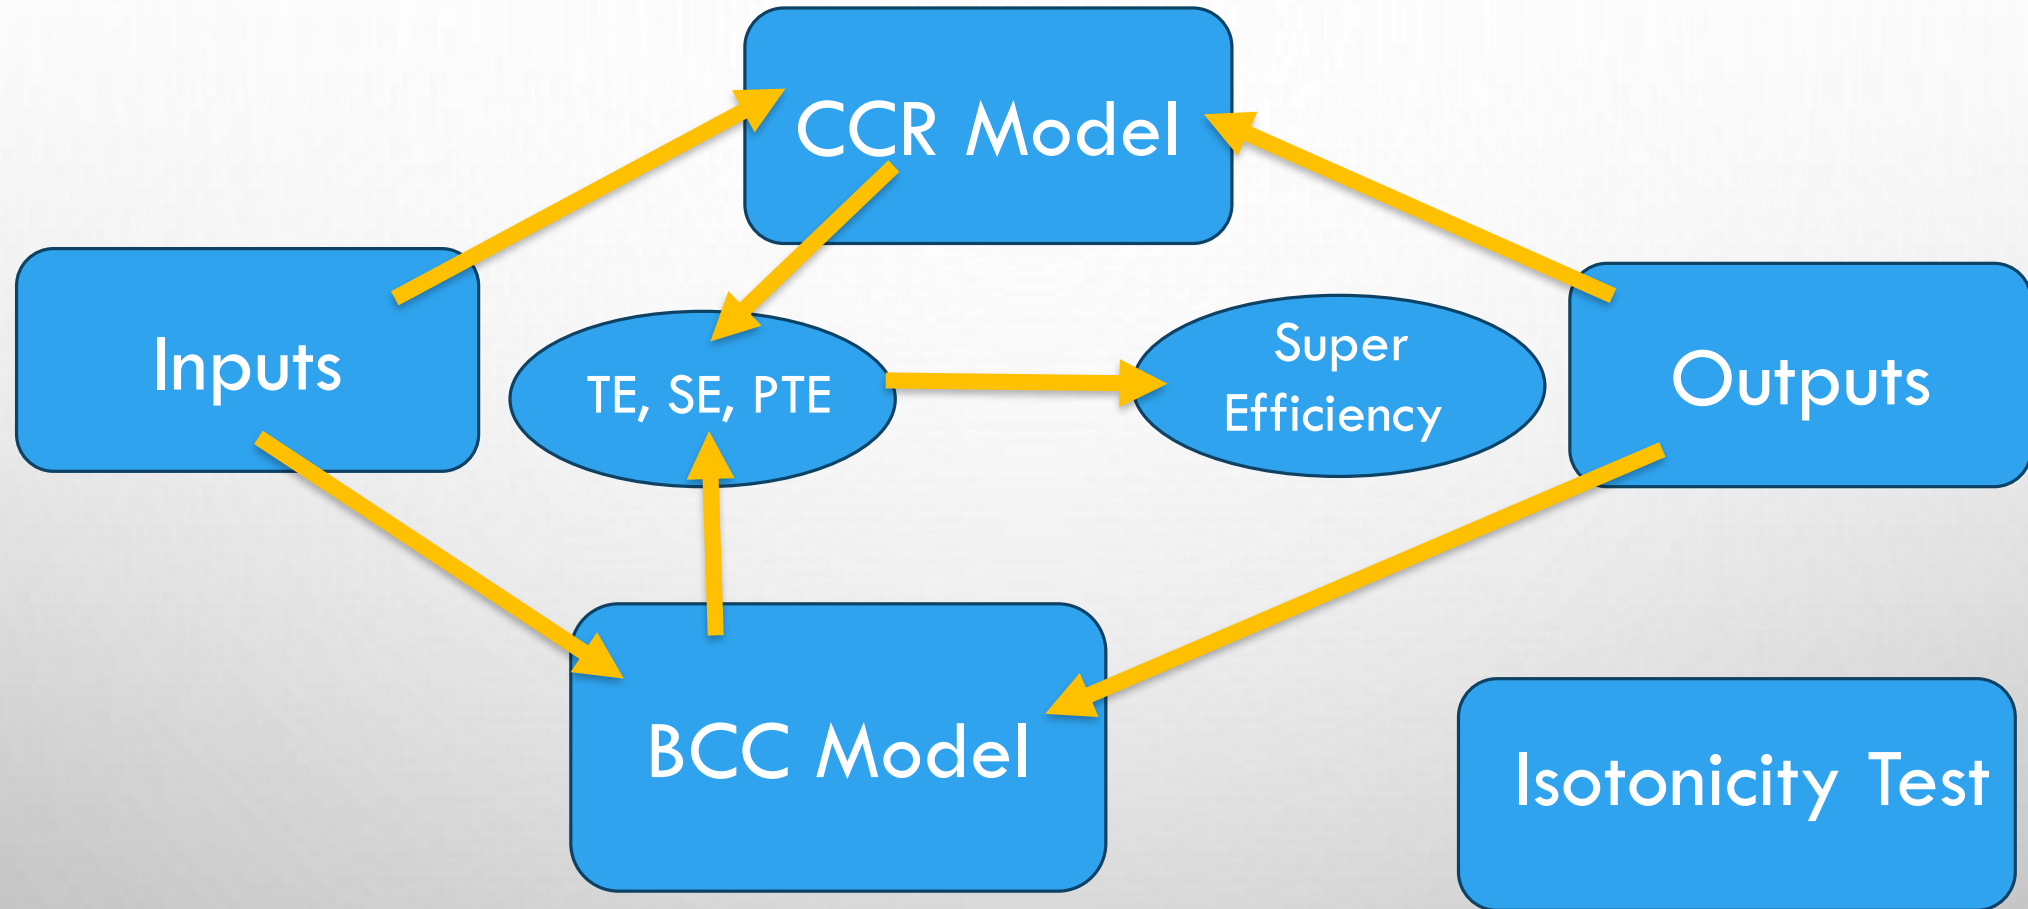 CCR Model
Inputs
TE, SE, PTE
Super
Efficiency
Outputs
BCC Model
Isotonicity Test